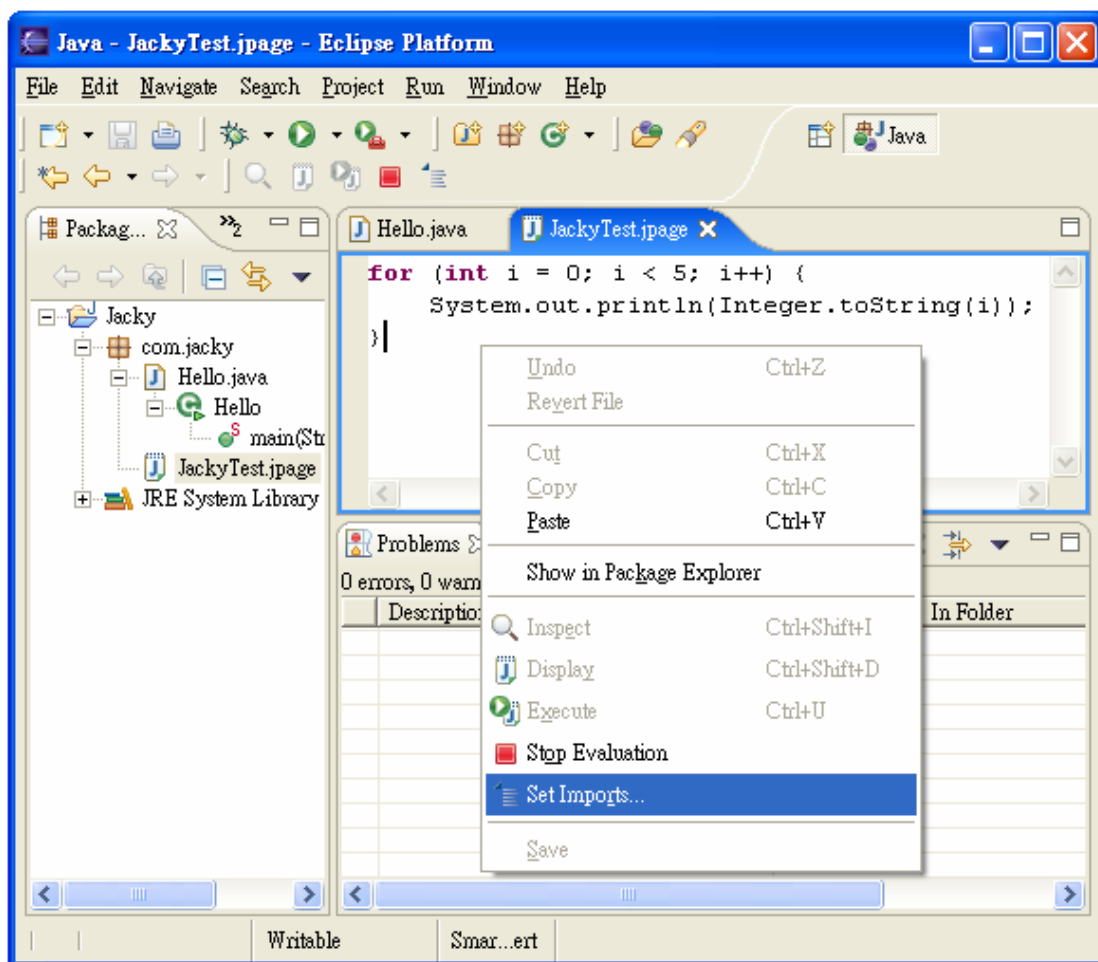 Java - JackyTest.jpage - Eclipse Platform
File Edit Navigate Search Project Run Window Help
Java
Packag... »2
Hello.java JackyTest.jpage
Jacky
com.jacky
Hello.java
Hello
main(Str
JackyTest.jpage
JRE System Library
for (int i = 0; i < 5; i++) {
System.out.println(Integer.toString(i));
}
Undo Ctrl+Z
Revert File
Cut Ctrl+X
Copy Ctrl+C
Paste Ctrl+V
Show in Package Explorer
Inspect Ctrl+Shift+I
Display Ctrl+Shift+D
Execute Ctrl+U
Stop Evaluation
Set Imports...
Save
Problems
0 errors, 0 warn
Descriptio In Folder
Writable Smar...ert